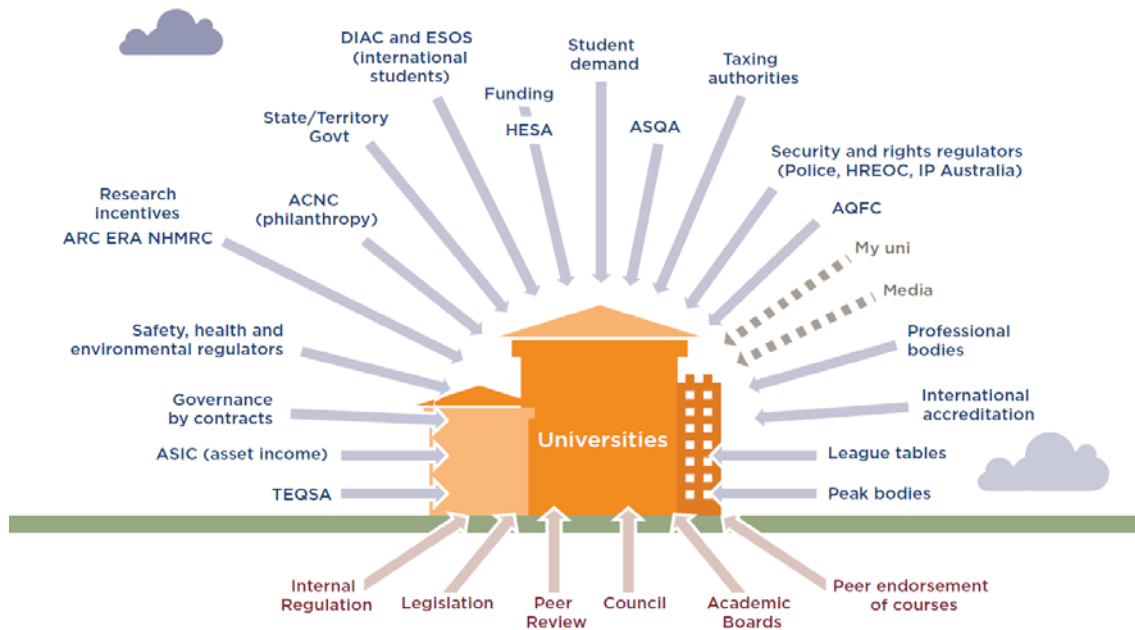 DIAC and ESOS
(international
students)
Student
demand
Taxing
authorities
Funding
HESA
ASQA
State/Territory
Govt
Security and rights regulators
(Police, HREOC, IP Australia)
Research
incentives
ARC ERA NHMRC
ACNC
(philanthropy)
AQFC
My uni
Media
Safety, health and
environmental regulators
Professional
bodies
Governance
by contracts
International
accreditation
Universities
ASIC (asset income)
League tables
TEQSA
Peak bodies
Internal
Regulation
Legislation
Peer
Review
Council
Academic
Boards
Peer endorsement
of courses